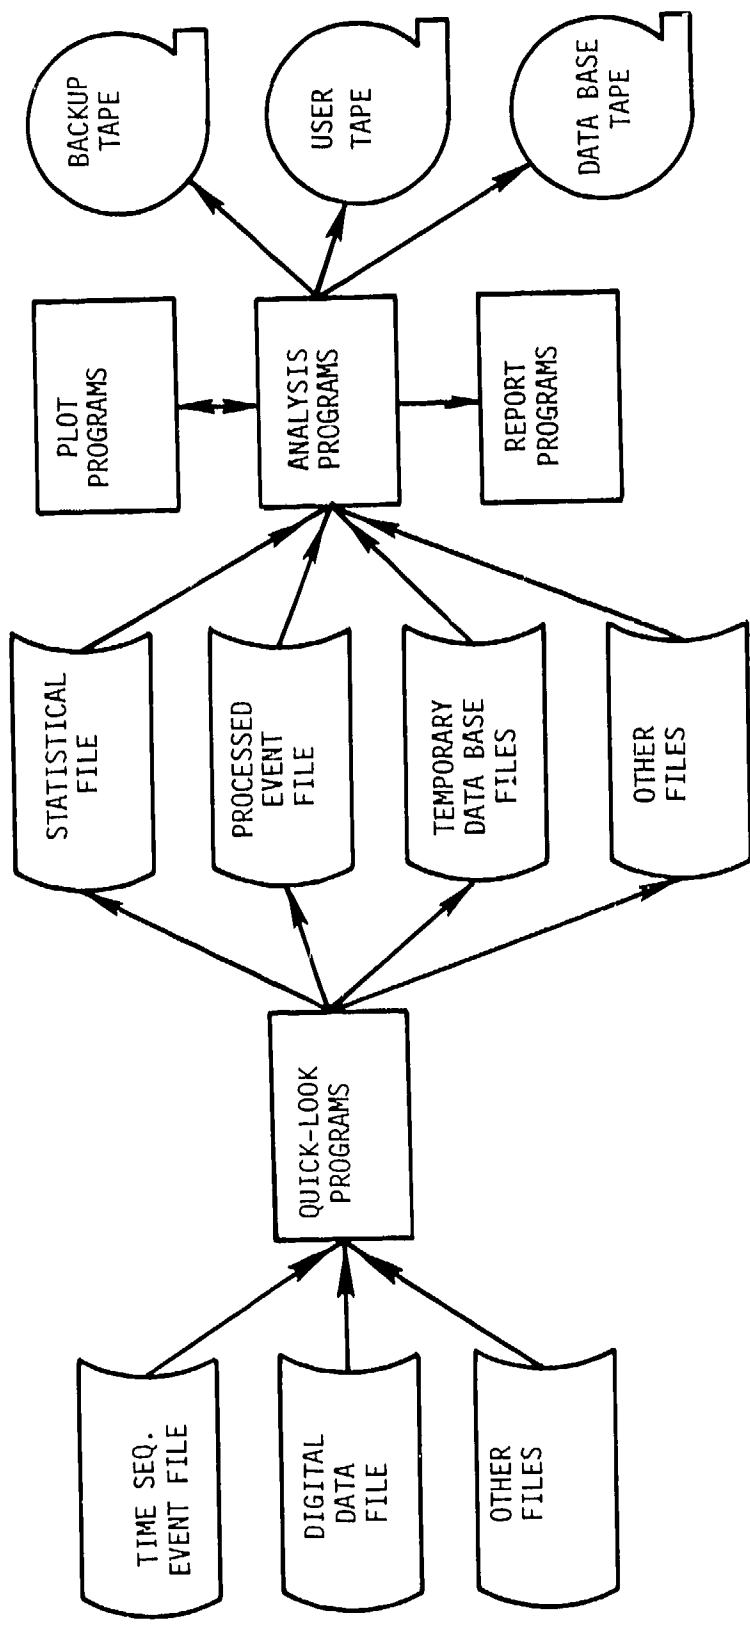 TIME SEQ.
EVENT FILE
DIGITAL
DATA
FILE
OTHER
FILES
QUICK-LOOK
PROGRAMS
STATISTICAL
FILE
PROCESSED
EVENT
FILE
TEMPORARY
DATA BASE
FILES
OTHER
FILES
PLOT
PROGRAMS
ANALYSIS
PROGRAMS
REPORT
PROGRAMS
BACKUP
TAPE
USER
TAPE
DATA BASE
TAPE